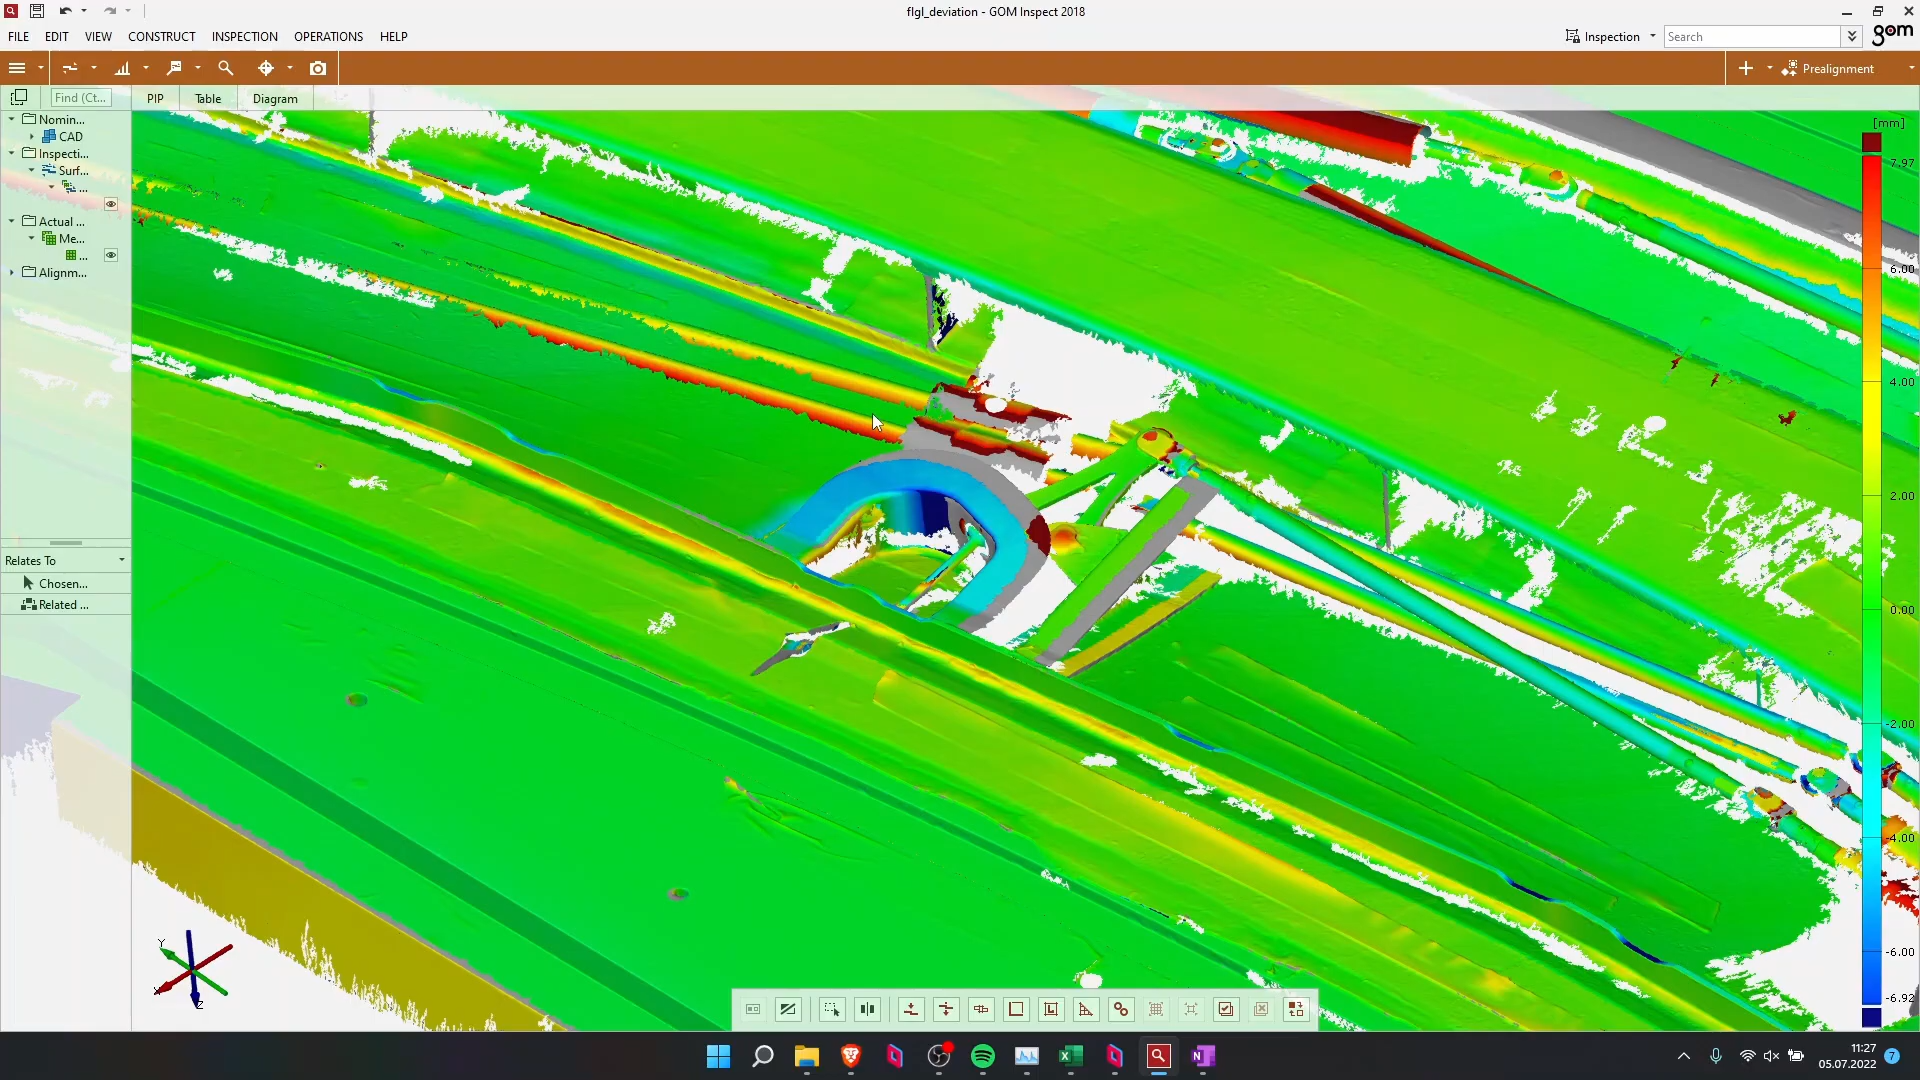 flgl_deviation - GOM Inspect 2018
FILE EDIT VIEW CONSTRUCT INSPECTION OPERATIONS HELP
Inspection
Search
gom
Prealignment
Find (Ct...
PIP
Table
Diagram
Nomin...
CAD
Inspecti...
Surf...
...
Actual ...
Me...
...
Alignm...
Relates To
Chosen...
Related ...
[mm]
7.97
6.00
4.00
2.00
0.00
-2.00
-4.00
-6.00
-6.92
Y
X
Z
11:27
05.07.2022
7